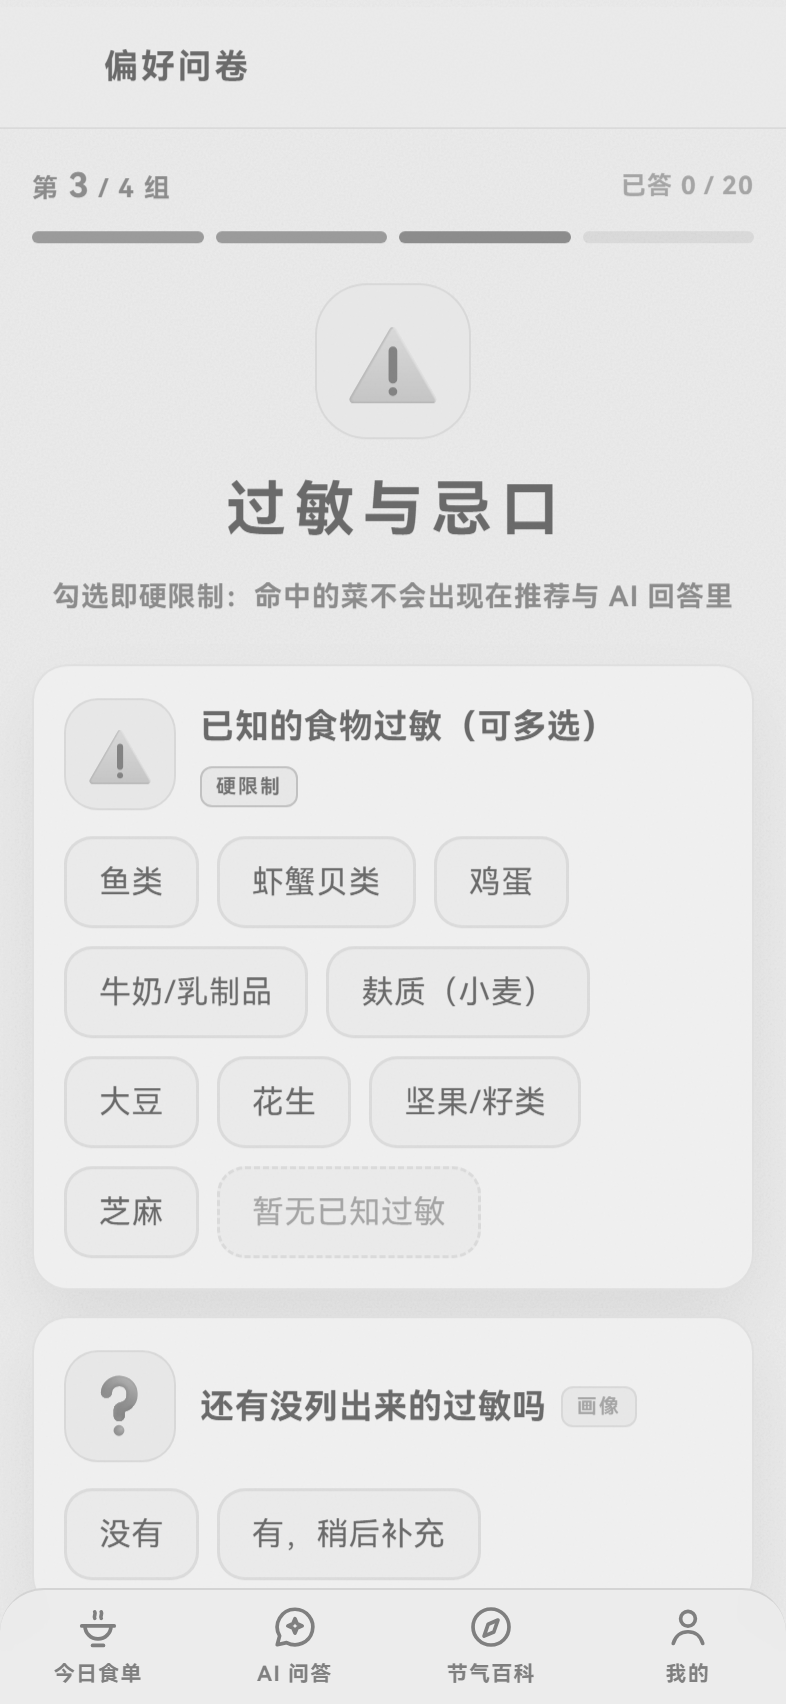 偏好问卷
第 3 / 4 组
已答 0 / 20
过敏与忌口
勾选即硬限制：命中的菜不会出现在推荐与 AI 回答里
已知的食物过敏（可多选）
硬限制
鱼类
虾蟹贝类
鸡蛋
牛奶/乳制品
麸质（小麦）
大豆
花生
坚果/籽类
芝麻
暂无已知过敏
还有没列出来的过敏吗
画像
没有
有，稍后补充
今日食单
AI 问答
节气百科
我的